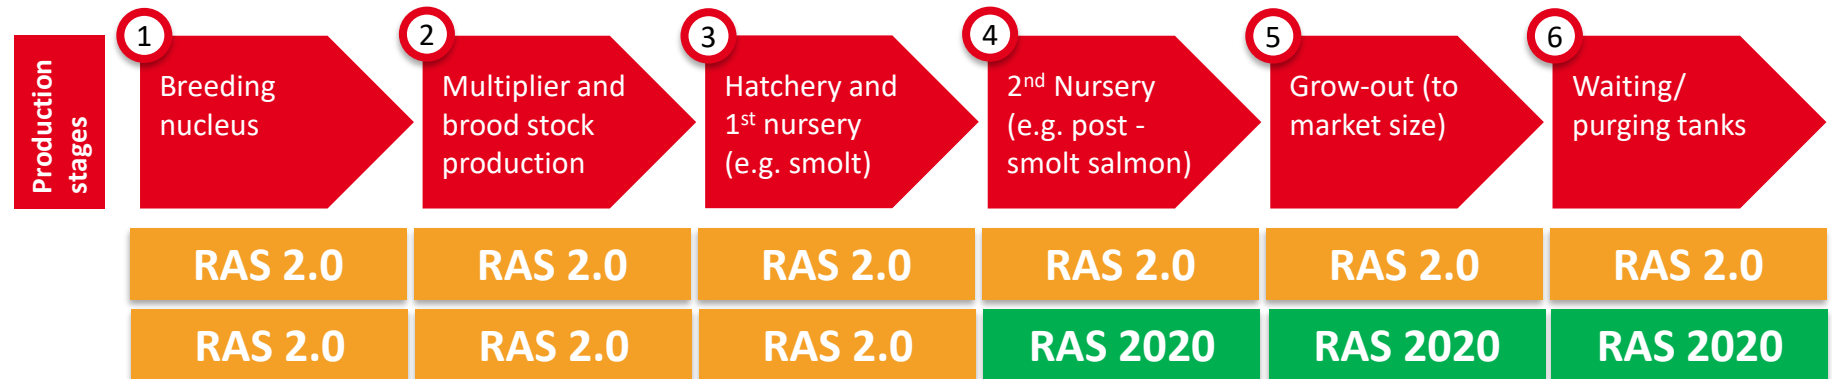 Production
stages
1
Breeding
nucleus
2
Multiplier and
brood stock
production
3
Hatchery and
1st nursery
(e.g. smolt)
4
2nd Nursery
(e.g. post -
smolt salmon)
5
Grow-out (to
market size)
6
Waiting/
purging tanks
RAS 2.0 RAS 2.0 RAS 2.0 RAS 2.0 RAS 2.0 RAS 2.0
RAS 2.0 RAS 2.0 RAS 2.0 RAS 2020 RAS 2020 RAS 2020